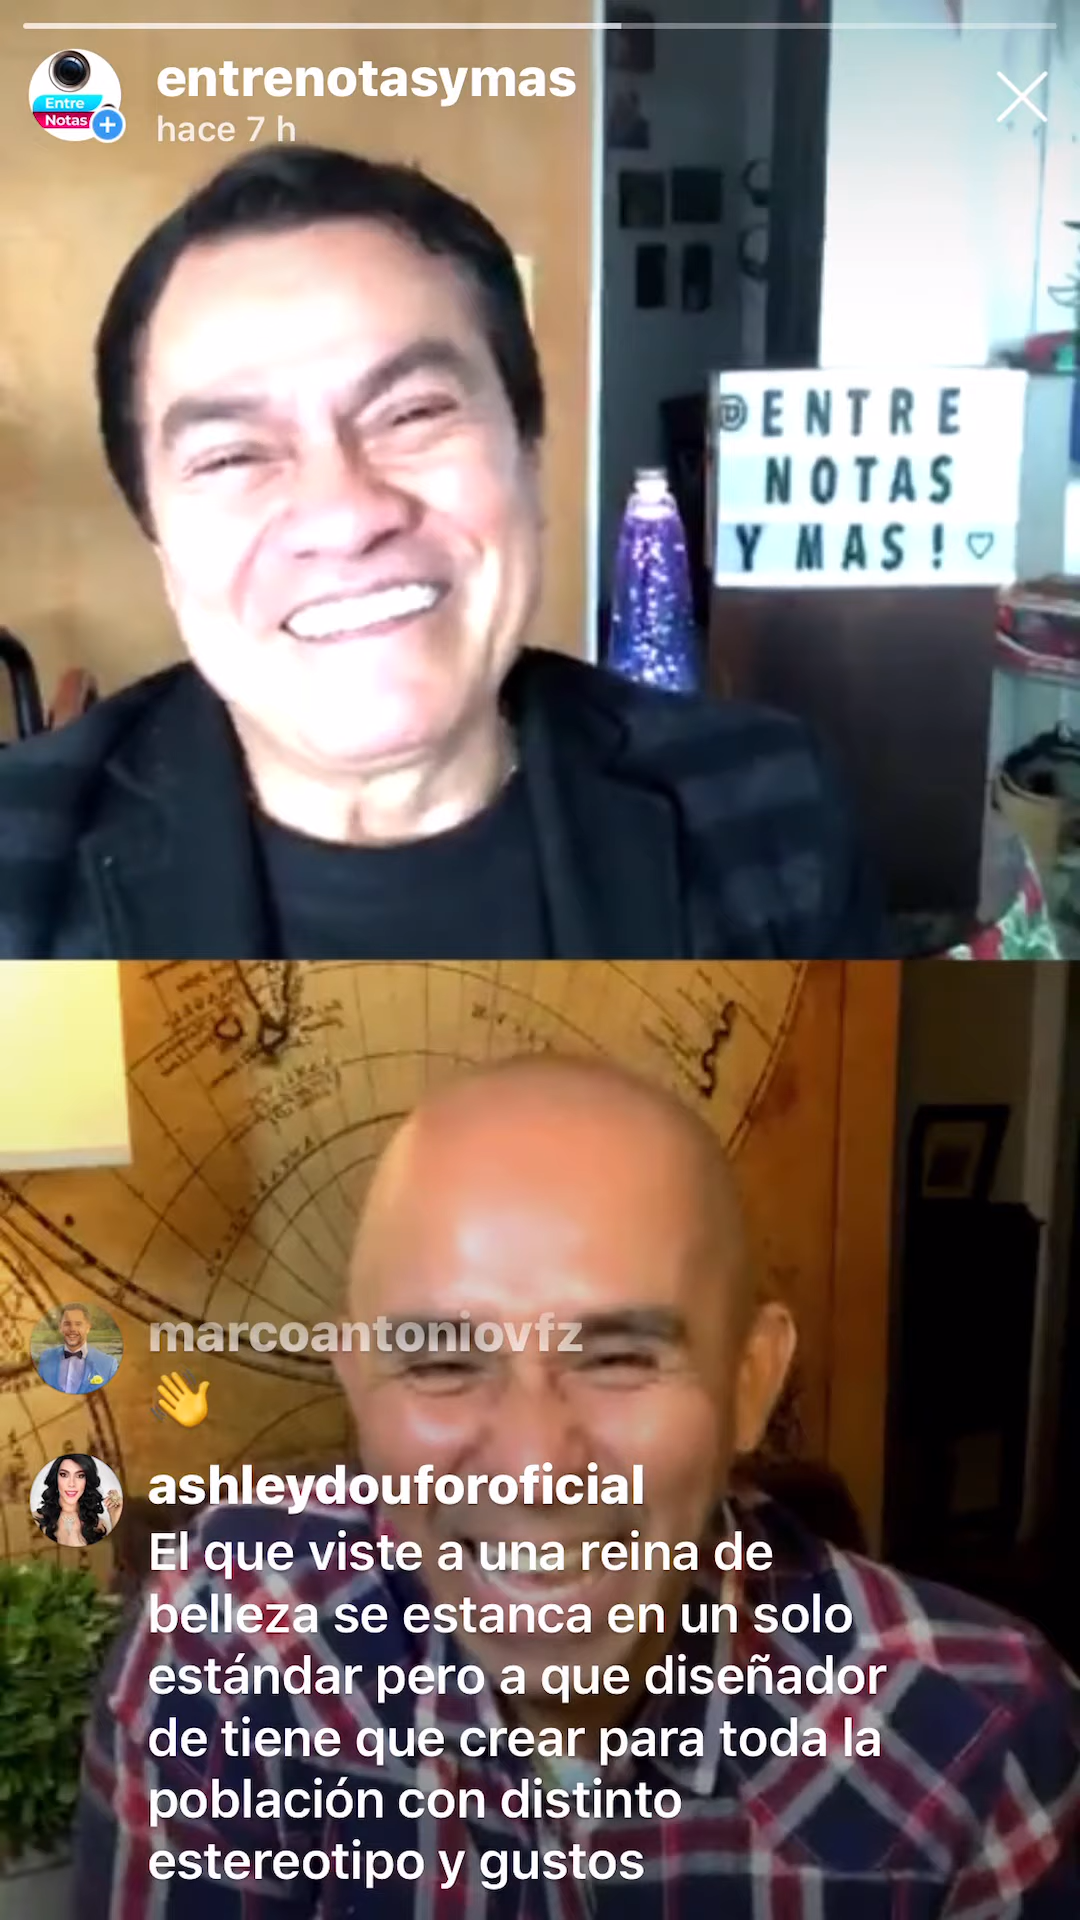 Entre
Notas
entrenotasymas
hace 7 h
@ENTRE
NOTAS
Y MAS! ♡
marcoantoniovfz
👋
ashleydouforoficial
El que viste a una reina de
belleza se estanca en un solo
estándar pero a que diseñador
de tiene que crear para toda la
población con distinto
estereotipo y gustos